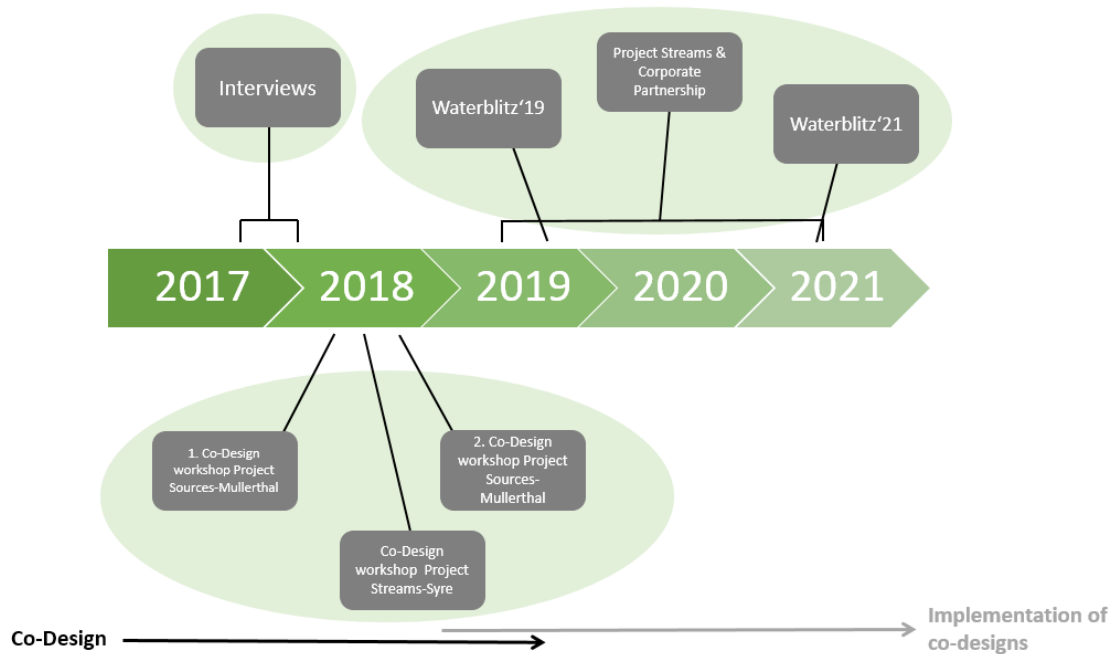 Interviews
Waterblitz‘19
Project Streams &
Corporate
Partnership
Waterblitz‘21
2017
2018
2019
2020
2021
1. Co-Design
workshop Project
Sources-Mullerthal
2. Co-Design
workshop Project
Sources-
Mullerthal
Co-Design
workshop  Project
Streams-Syre
Co-Design
Implementation of
co-designs